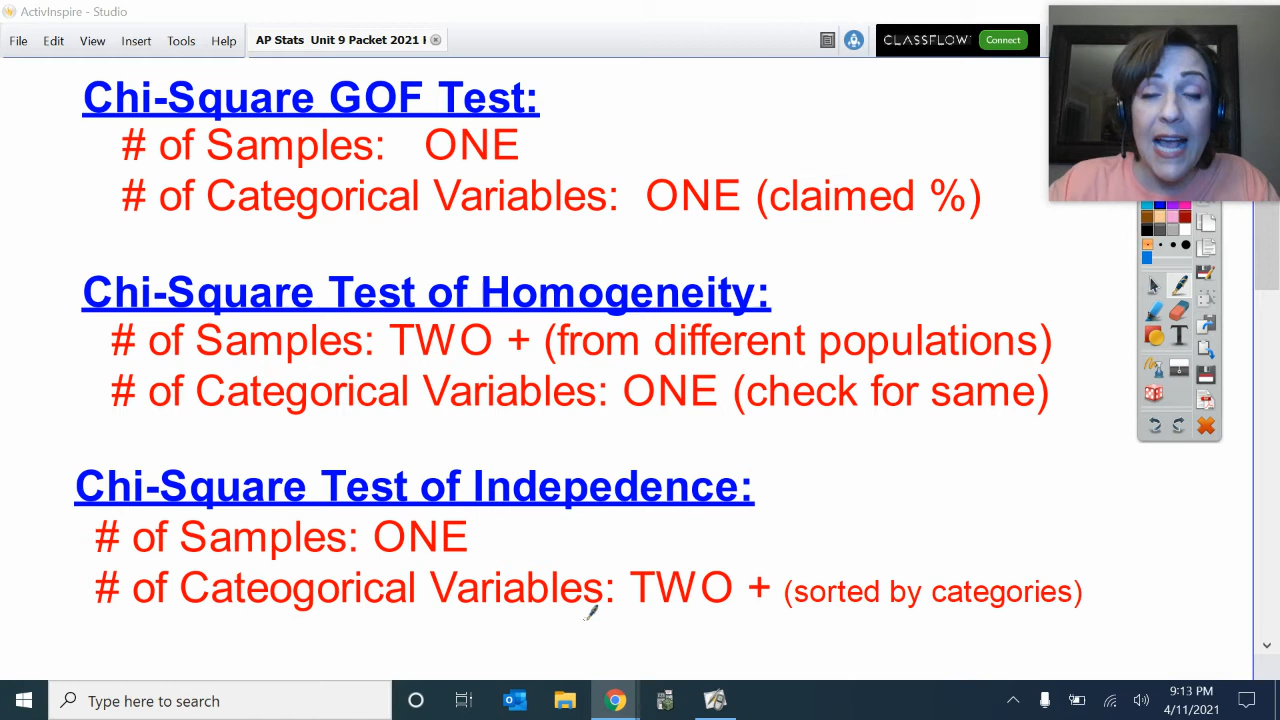 ActivInspire - Studio
File Edit View Insert Tools Help
AP Stats Unit 9 Packet 2021
CLASSFLOW Connect
Chi-Square GOF Test:
# of Samples: ONE
# of Categorical Variables: ONE (claimed %)
Chi-Square Test of Homogeneity:
# of Samples: TWO + (from different populations)
# of Categorical Variables: ONE (check for same)
Chi-Square Test of Indepedence:
# of Samples: ONE
# of Cateogorical Variables: TWO + (sorted by categories)
Type here to search
9:13 PM
4/11/2021